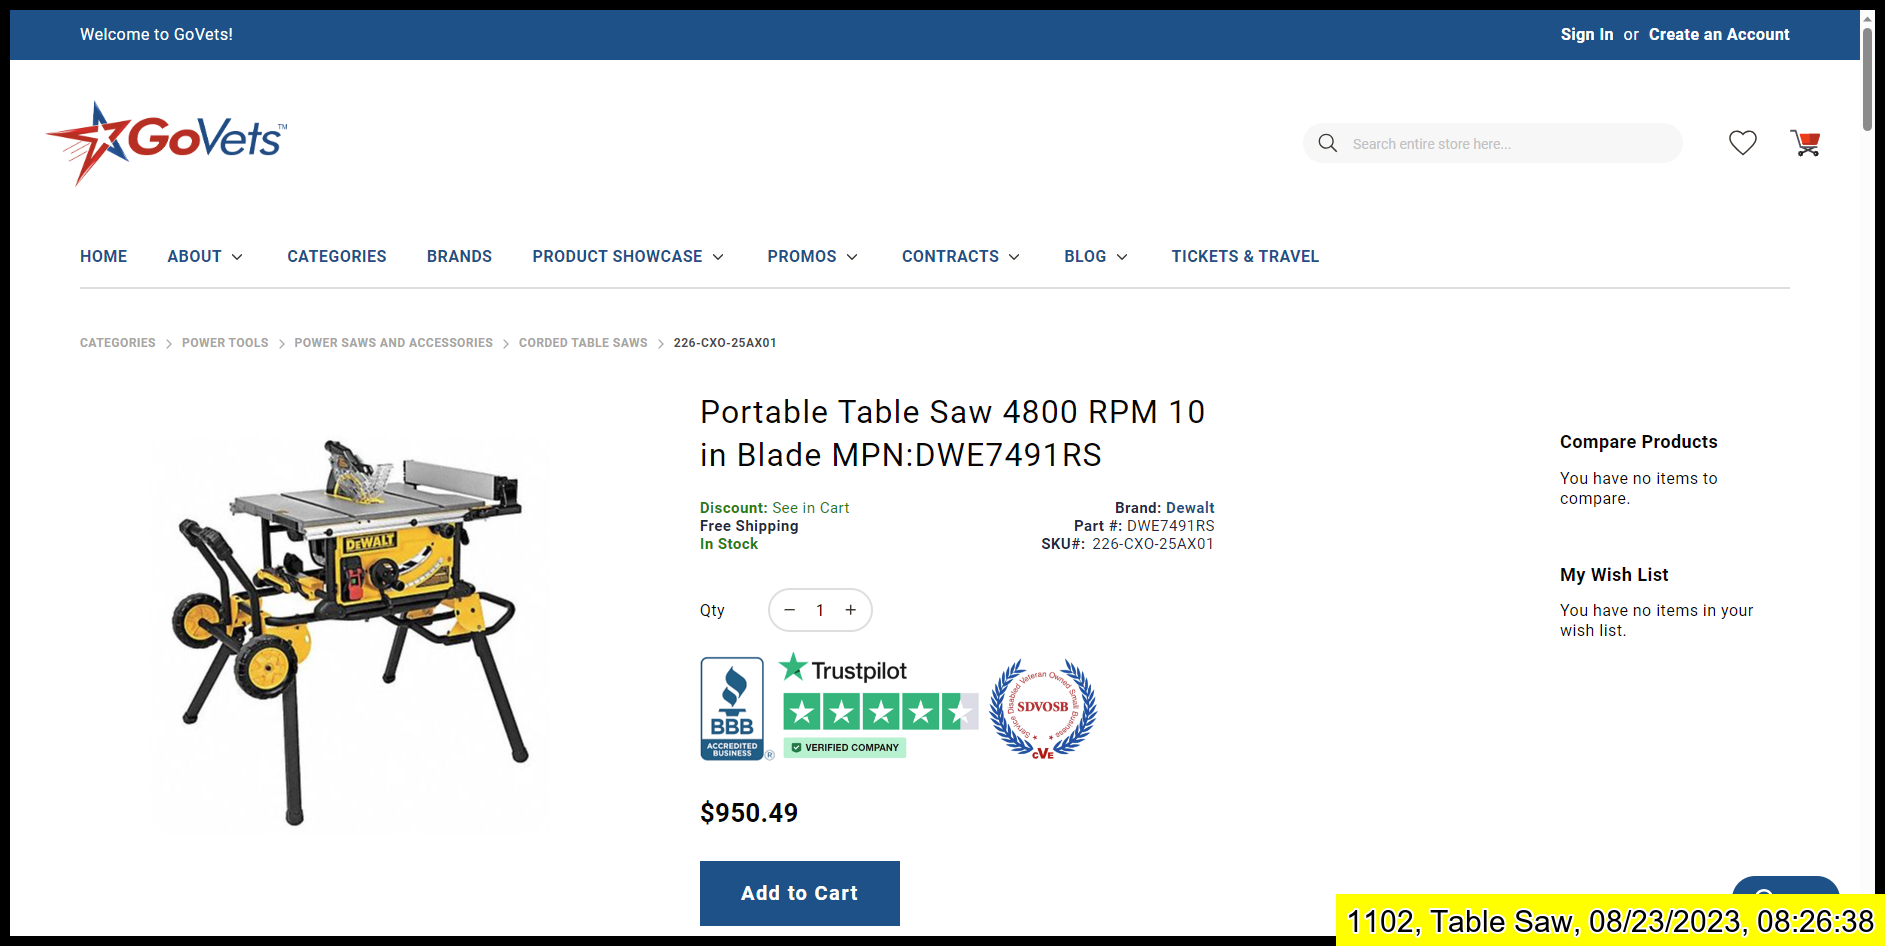 Welcome to GoVets!
Sign In or Create an Account
GoVets™
Search entire store here...
HOME ABOUT CATEGORIES BRANDS PRODUCT SHOWCASE PROMOS CONTRACTS BLOG TICKETS & TRAVEL
CATEGORIES > POWER TOOLS > POWER SAWS AND ACCESSORIES > CORDED TABLE SAWS > 226-CXO-25AX01
DEWALT
Portable Table Saw 4800 RPM 10
in Blade MPN:DWE7491RS
Discount: See in Cart
Free Shipping
In Stock
Brand: Dewalt
Part #: DWE7491RS
SKU#: 226-CXO-25AX01
Qty − 1 +
BBB
ACCREDITED
BUSINESS
®
Trustpilot
VERIFIED COMPANY
Service Disabled Veteran Owned Small Business
SDVOSB
CVE
$950.49
Add to Cart
Compare Products
You have no items to
compare.
My Wish List
You have no items in your
wish list.
1102, Table Saw, 08/23/2023, 08:26:38